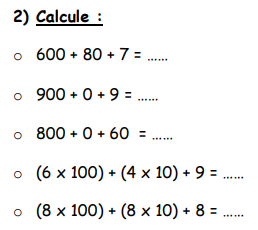 2) Calcule :
o 600 + 80 + 7 = ......
o 900 + 0 + 9 = ......
o 800 + 0 + 60 = ......
o (6 x 100) + (4 x 10) + 9 = ......
o (8 x 100) + (8 x 10) + 8 = ......